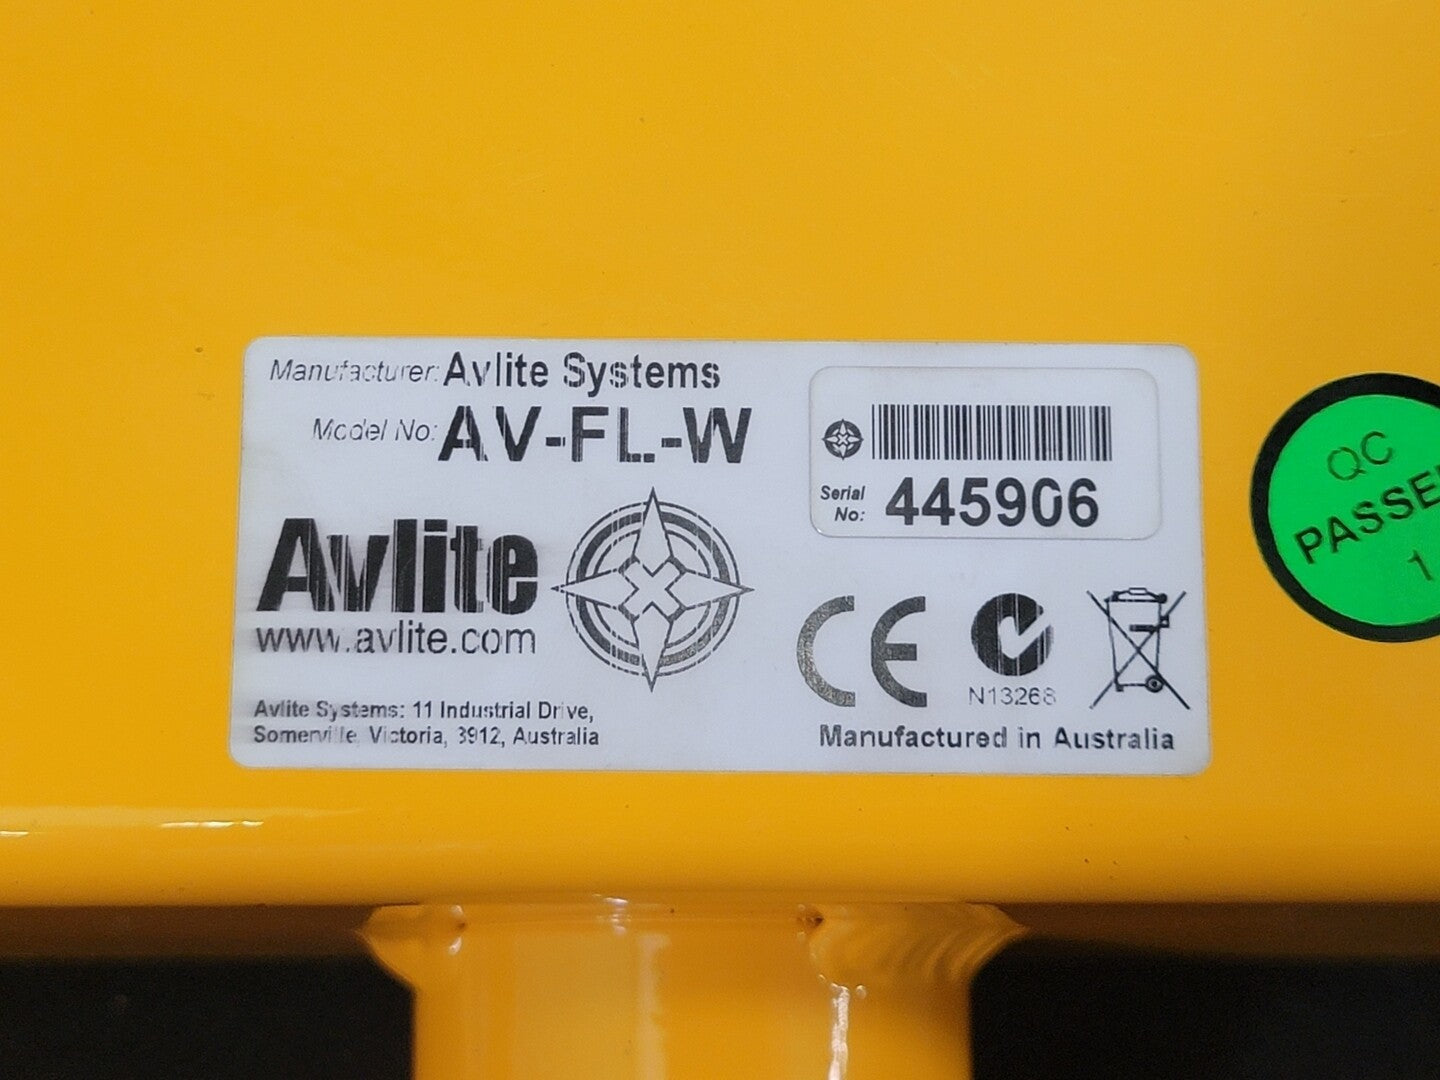 Manufacturer: Avlite Systems
Model No: AV-FL-W
Serial No: 445906
Avlite
www.avlite.com
Avlite Systems: 11 Industrial Drive,
Somerville, Victoria, 3912, Australia
CE
N13268
Manufactured in Australia
QC
PASSE
1